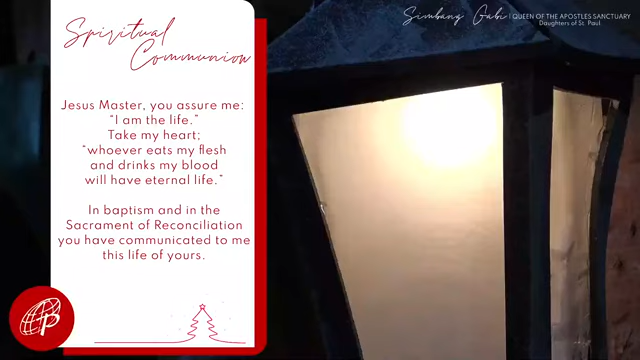 Simbang Gabi | QUEEN OF THE APOSTLES SANCTUARY
Daughters of St. Paul
Spiritual
Communion
Jesus Master, you assure me:
“I am the life.”
Take my heart;
“whoever eats my flesh
and drinks my blood
will have eternal life.”
In baptism and in the
Sacrament of Reconciliation
you have communicated to me
this life of yours.